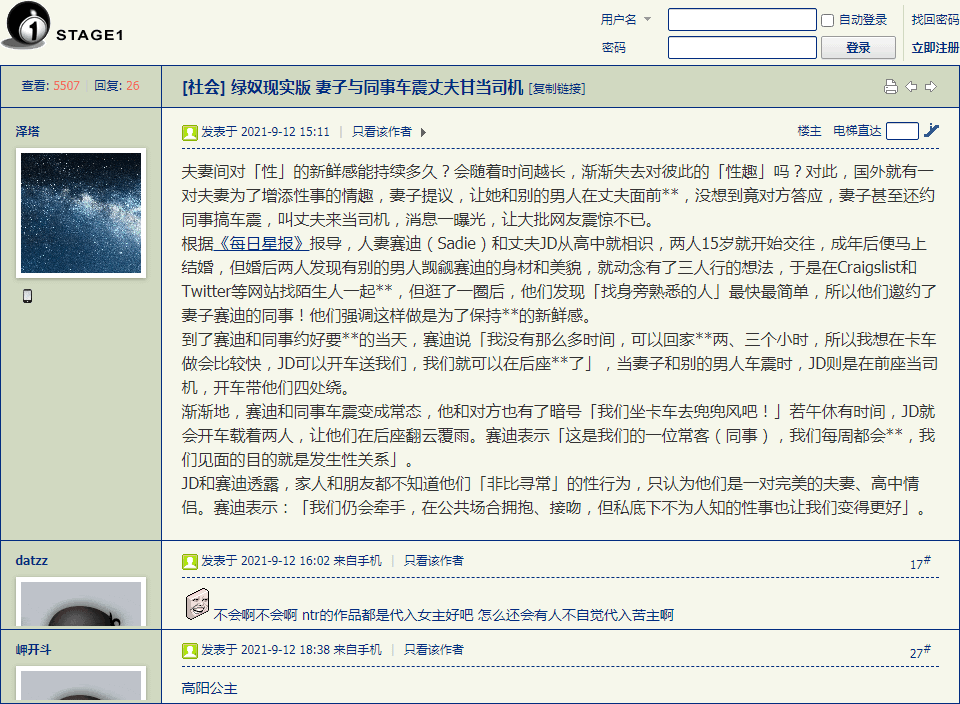 STAGE1
用户名
自动登录
找回密码
密码
登录
立即注册
查看: 5507 | 回复: 26
[社会] 绿奴现实版 妻子与同事车震丈夫甘当司机 [复制链接]
泽塔
发表于 2021-9-12 15:11 | 只看该作者
楼主 电梯直达
夫妻间对「性」的新鲜感能持续多久？会随着时间越长，渐渐失去对彼此的「性趣」吗？对此，国外就有一
对夫妻为了增添性事的情趣，妻子提议，让她和别的男人在丈夫面前**，没想到竟对方答应，妻子甚至还约
同事搞车震，叫丈夫来当司机，消息一曝光，让大批网友震惊不已。
根据《每日星报》报导，人妻赛迪（Sadie）和丈夫JD从高中就相识，两人15岁就开始交往，成年后便马上
结婚，但婚后两人发现有别的男人觊觎赛迪的身材和美貌，就动念有了三人行的想法，于是在Craigslist和
Twitter等网站找陌生人一起**，但逛了一圈后，他们发现「找身旁熟悉的人」最快最简单，所以他们邀约了
妻子赛迪的同事！他们强调这样做是为了保持**的新鲜感。
到了赛迪和同事约好要**的当天，赛迪说「我没有那么多时间，可以回家**两、三个小时，所以我想在卡车
做会比较快，JD可以开车送我们，我们就可以在后座**了」，当妻子和别的男人车震时，JD则是在前座当司
机，开车带他们四处绕。
渐渐地，赛迪和同事车震变成常态，他和对方也有了暗号「我们坐卡车去兜兜风吧！」若午休有时间，JD就
会开车载着两人，让他们在后座翻云覆雨。赛迪表示「这是我们的一位常客（同事），我们每周都会**，我
们见面的目的就是发生性关系」。
JD和赛迪透露，家人和朋友都不知道他们「非比寻常」的性行为，只认为他们是一对完美的夫妻、高中情
侣。赛迪表示：「我们仍会牵手，在公共场合拥抱、接吻，但私底下不为人知的性事也让我们变得更好」。
datzz
发表于 2021-9-12 16:02 来自手机 | 只看该作者
17#
不会啊不会啊 ntr的作品都是代入女主好吧 怎么还会有人不自觉代入苦主啊
岬开斗
发表于 2021-9-12 18:38 来自手机 | 只看该作者
27#
高阳公主